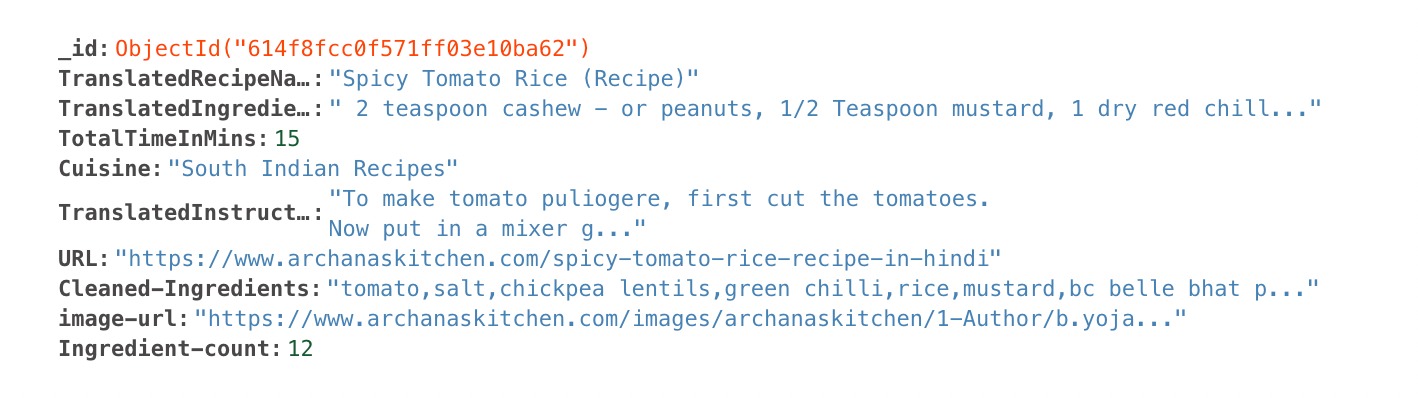 _id: ObjectId("614f8fcc0f571ff03e10ba62")
TranslatedRecipeNa…: "Spicy Tomato Rice (Recipe)"
TranslatedIngredie…: " 2 teaspoon cashew - or peanuts, 1/2 Teaspoon mustard, 1 dry red chill..."
TotalTimeInMins: 15
Cuisine: "South Indian Recipes"
TranslatedInstruct…: "To make tomato puliogere, first cut the tomatoes.
Now put in a mixer g..."
URL: "https://www.archanaskitchen.com/spicy-tomato-rice-recipe-in-hindi"
Cleaned-Ingredients: "tomato,salt,chickpea lentils,green chilli,rice,mustard,bc belle bhat p..."
image-url: "https://www.archanaskitchen.com/images/archanaskitchen/1-Author/b.yoja..."
Ingredient-count: 12